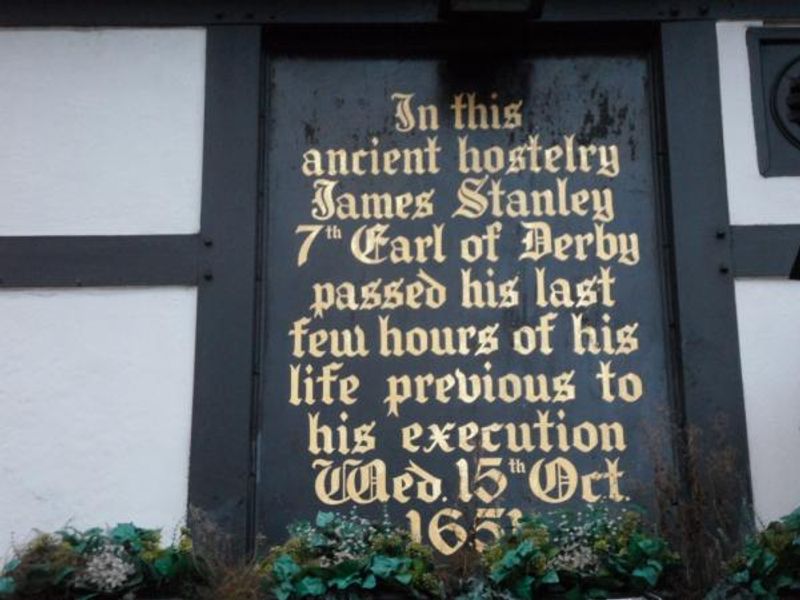 In this
ancient hostelry
James Stanley
7th Earl of Derby
passed his last
few hours of his
life previous to
his execution
Wed. 15th Oct.
1651